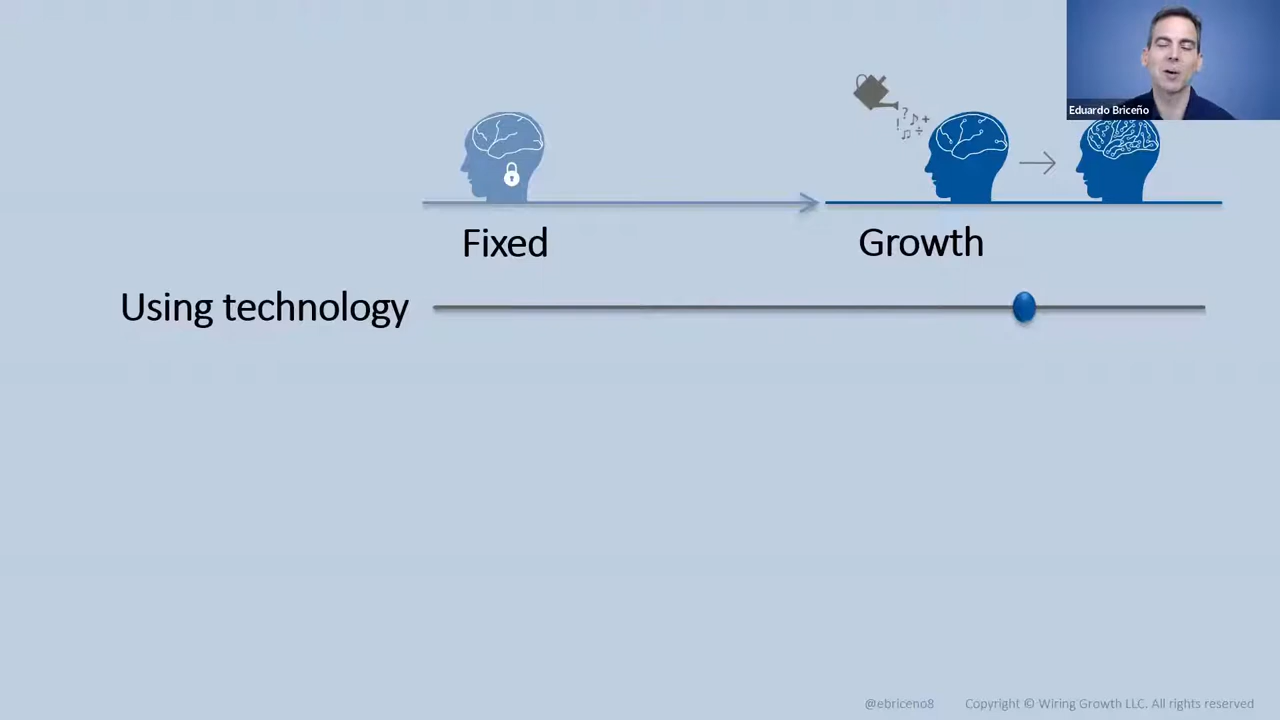 Eduardo Briceño
Fixed
Growth
Using technology
@ebriceno8
Copyright © Wiring Growth LLC. All rights reserved